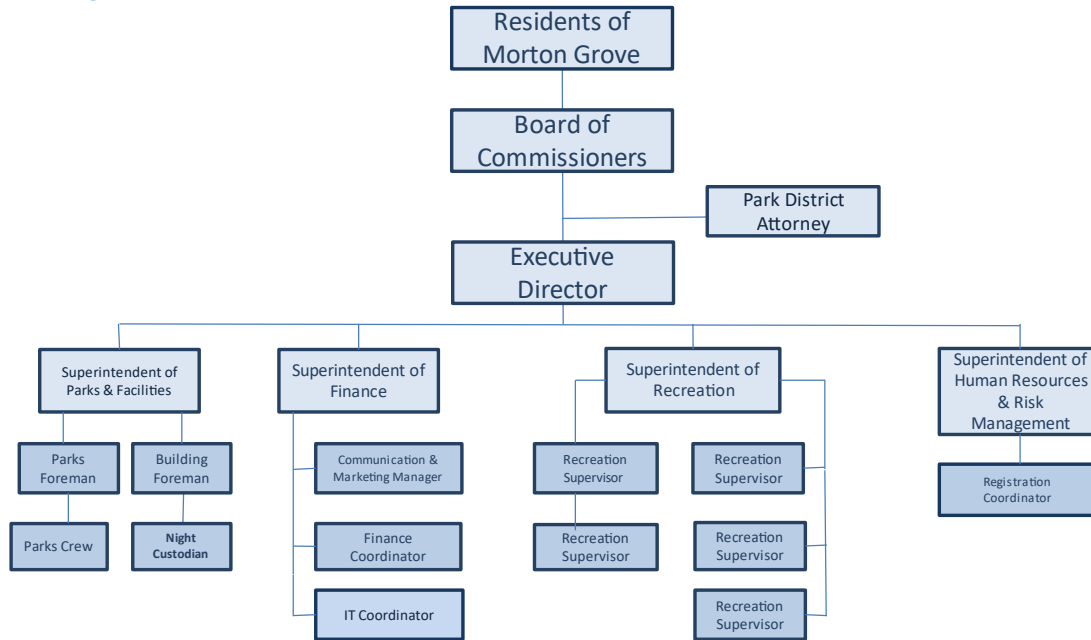 Residents of
Morton Grove
Board of
Commissioners
Park District
Attorney
Executive
Director
Superintendent of
Parks & Facilities
Superintendent of
Finance
Superintendent of
Recreation
Superintendent of
Human Resources
& Risk
Management
Parks
Foreman
Building
Foreman
Communication &
Marketing Manager
Recreation
Supervisor
Recreation
Supervisor
Registration
Coordinator
Parks Crew
Night
Custodian
Finance
Coordinator
Recreation
Supervisor
Recreation
Supervisor
IT Coordinator
Recreation
Supervisor